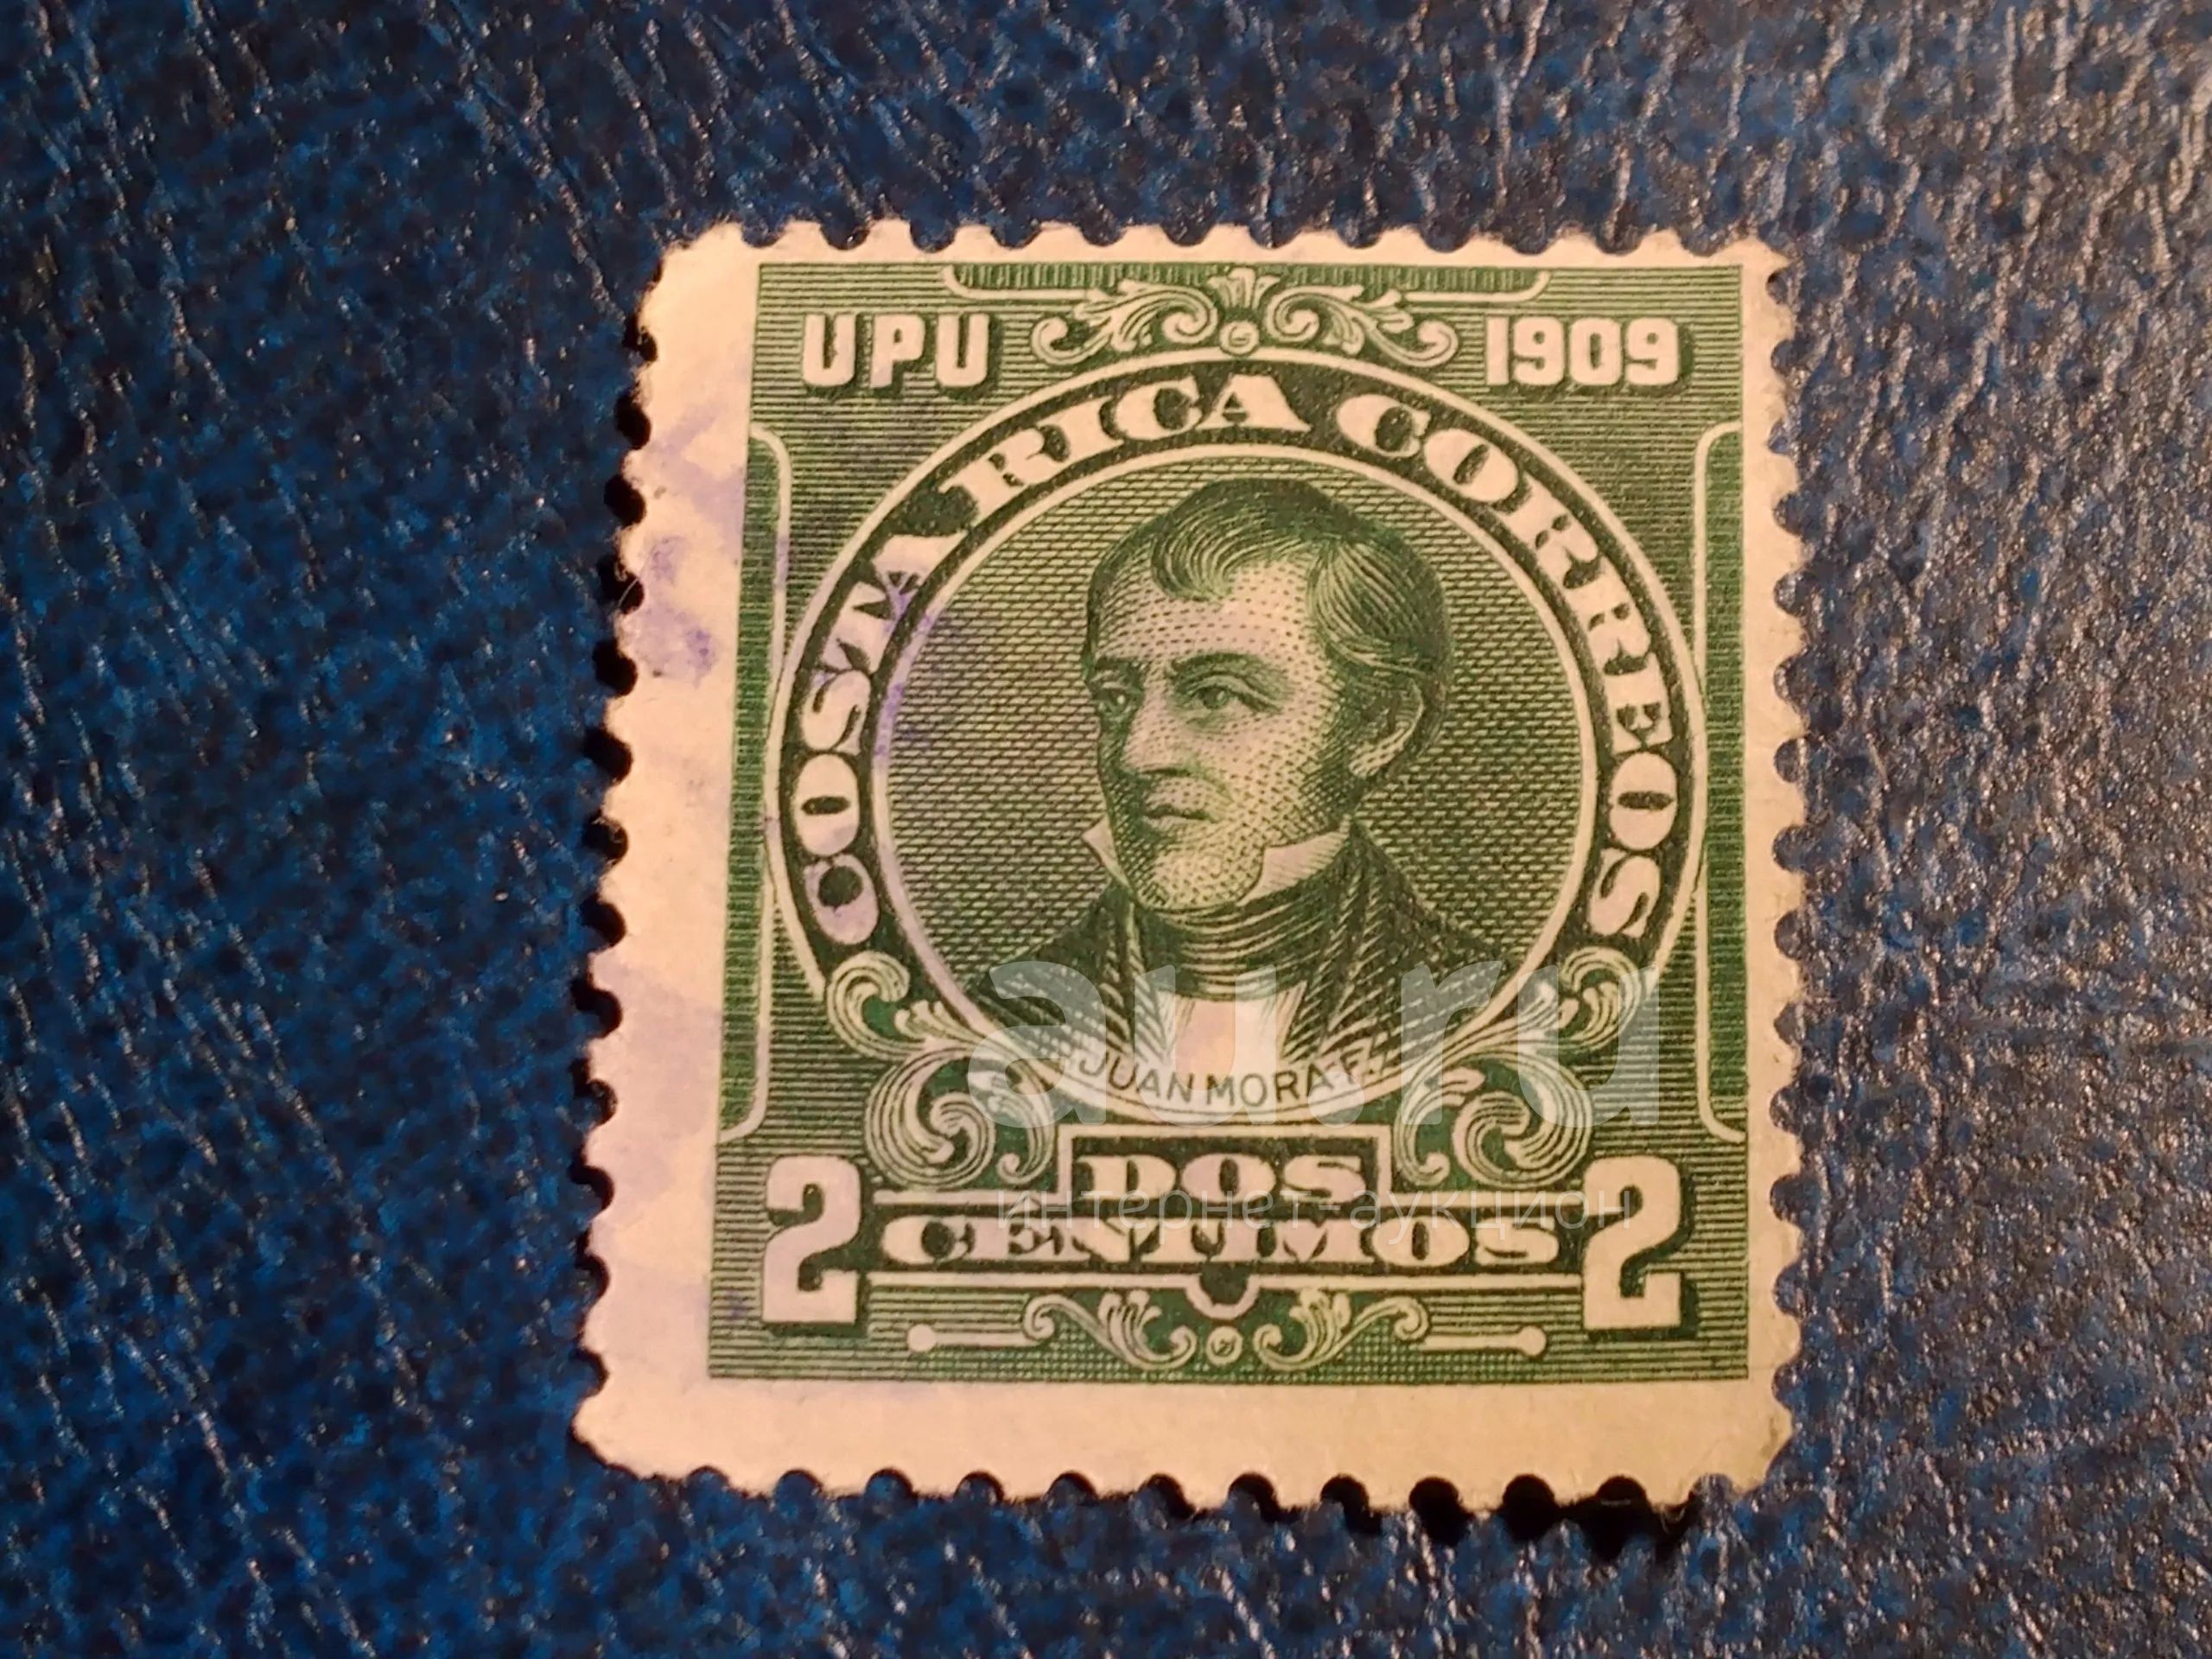 UPU 1909
COSTA RICA CORREOS
JUAN MORA F.
au.ru
DOS
интернет-аукцион
2 CENTIMOS 2